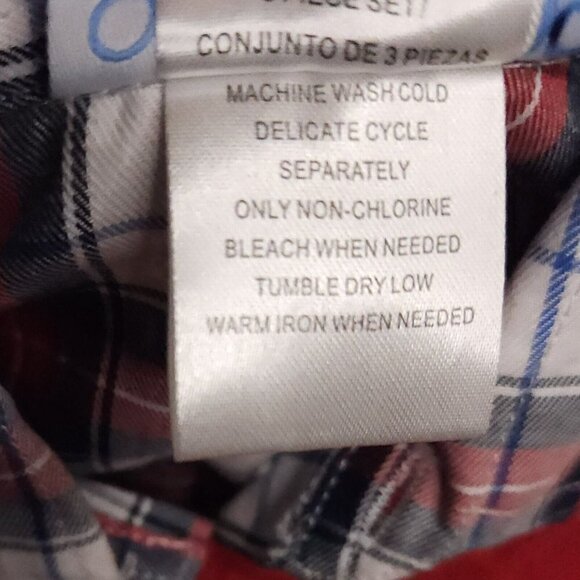 CONJUNTO DE 3 PIEZAS
MACHINE WASH COLD
DELICATE CYCLE
SEPARATELY
ONLY NON-CHLORINE
BLEACH WHEN NEEDED
TUMBLE DRY LOW
WARM IRON WHEN NEEDED